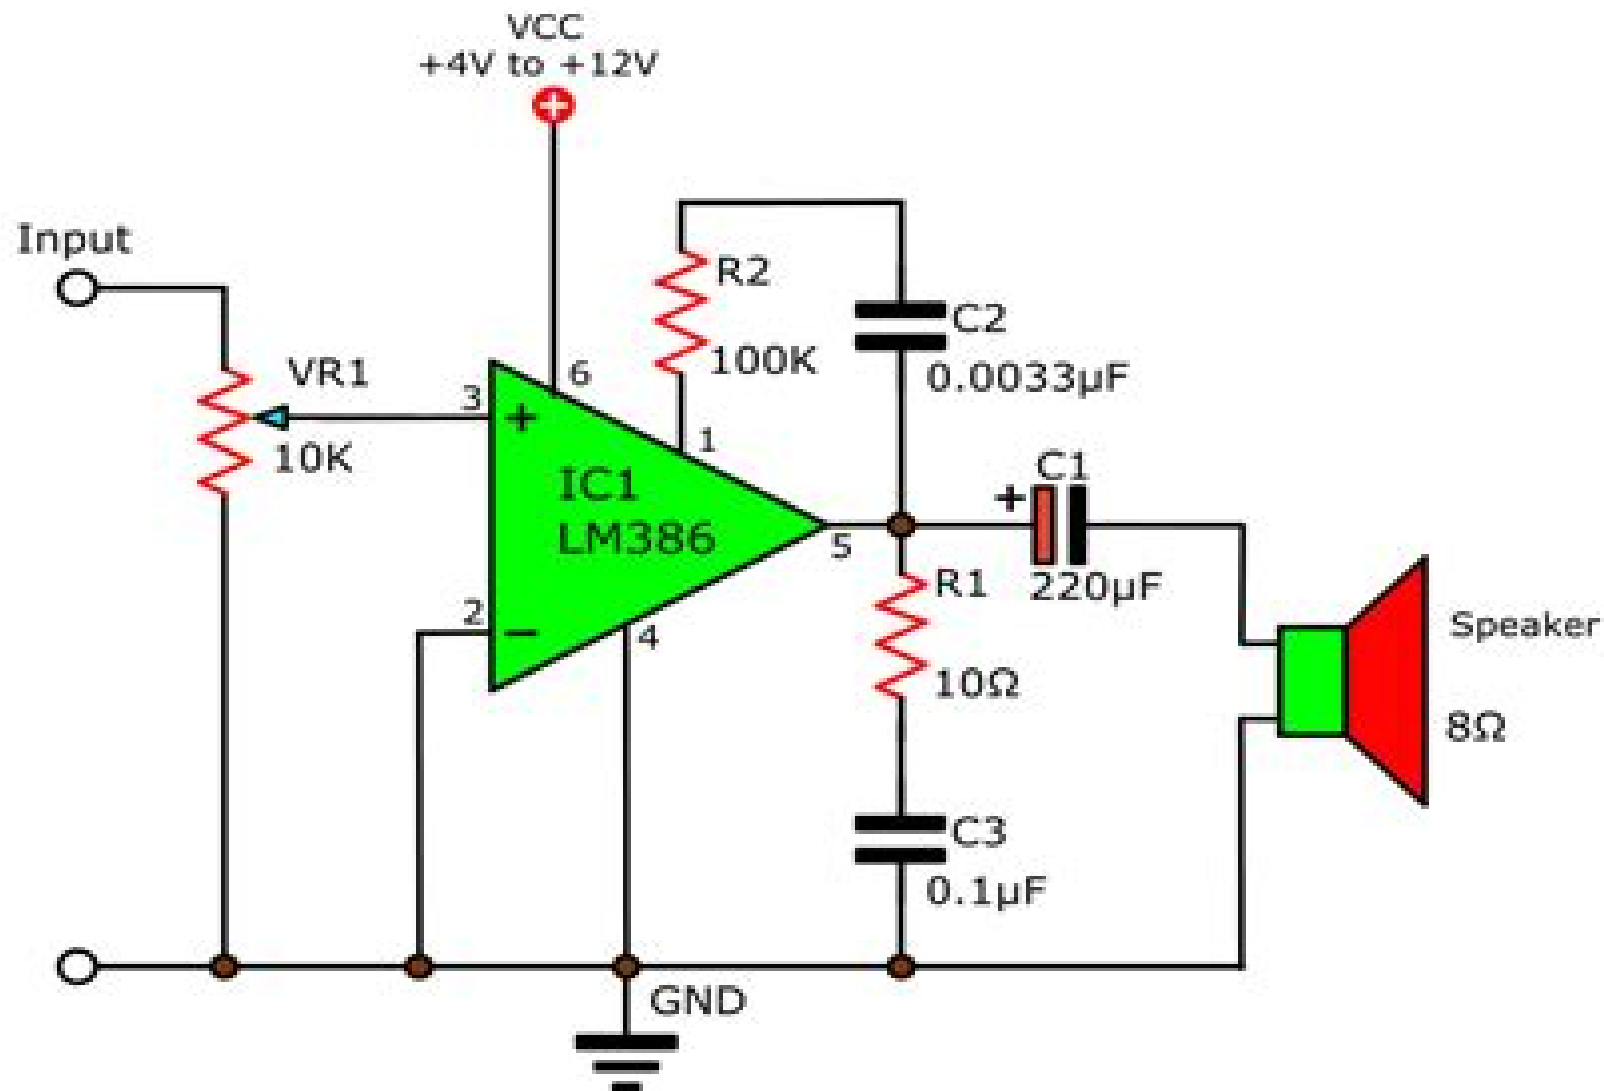 VCC
+4V to +12V
Input
R2
100K
C2
0.0033µF
VR1
10K
3
6
+
1
IC1
LM386
5
C1
+
220µF
2
−
4
R1
10Ω
Speaker
8Ω
C3
0.1µF
GND